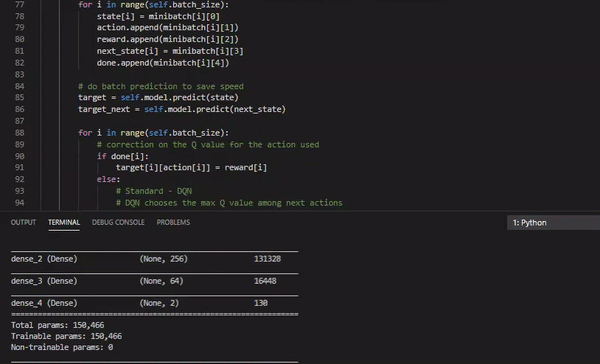 77 for i in range(self.batch_size):
78 state[i] = minibatch[i][0]
79 action.append(minibatch[i][1])
80 reward.append(minibatch[i][2])
81 next_state[i] = minibatch[i][3]
82 done.append(minibatch[i][4])
83
84 # do batch prediction to save speed
85 target = self.model.predict(state)
86 target_next = self.model.predict(next_state)
87
88 for i in range(self.batch_size):
89 # correction on the Q value for the action used
90 if done[i]:
91 target[i][action[i]] = reward[i]
92 else:
93 # Standard - DQN
94 # DQN chooses the max Q value among next actions
OUTPUT TERMINAL DEBUG CONSOLE PROBLEMS 1: Python
dense_2 (Dense) (None, 256) 131328
dense_3 (Dense) (None, 64) 16448
dense_4 (Dense) (None, 2) 130
Total params: 150,466
Trainable params: 150,466
Non-trainable params: 0